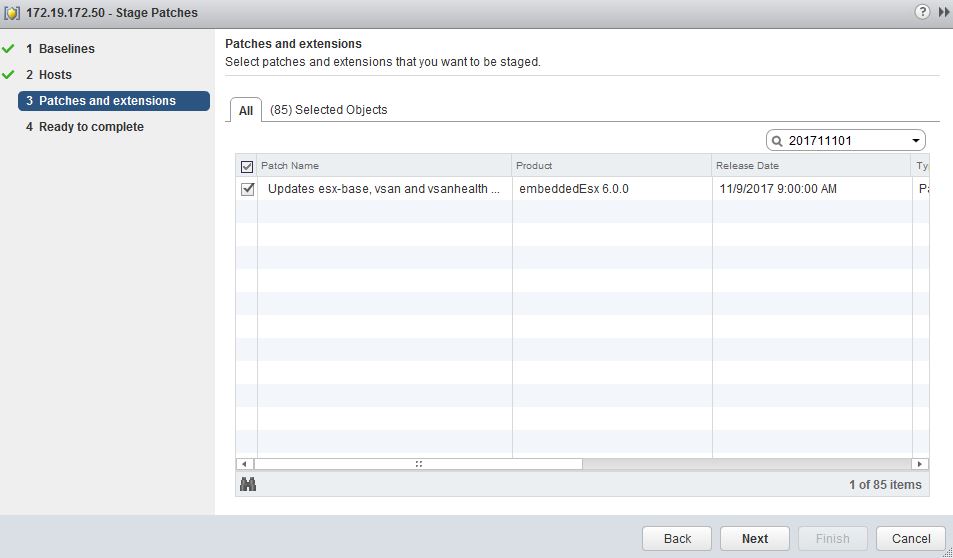 172.19.172.50 - Stage Patches
1 Baselines
2 Hosts
3 Patches and extensions
4 Ready to complete
Patches and extensions
Select patches and extensions that you want to be staged.
All (85) Selected Objects
201711101
Patch Name Product Release Date Ty
Updates esx-base, vsan and vsanhealth ... embeddedEsx 6.0.0 11/9/2017 9:00:00 AM Pa
1 of 85 items
Back Next Finish Cancel